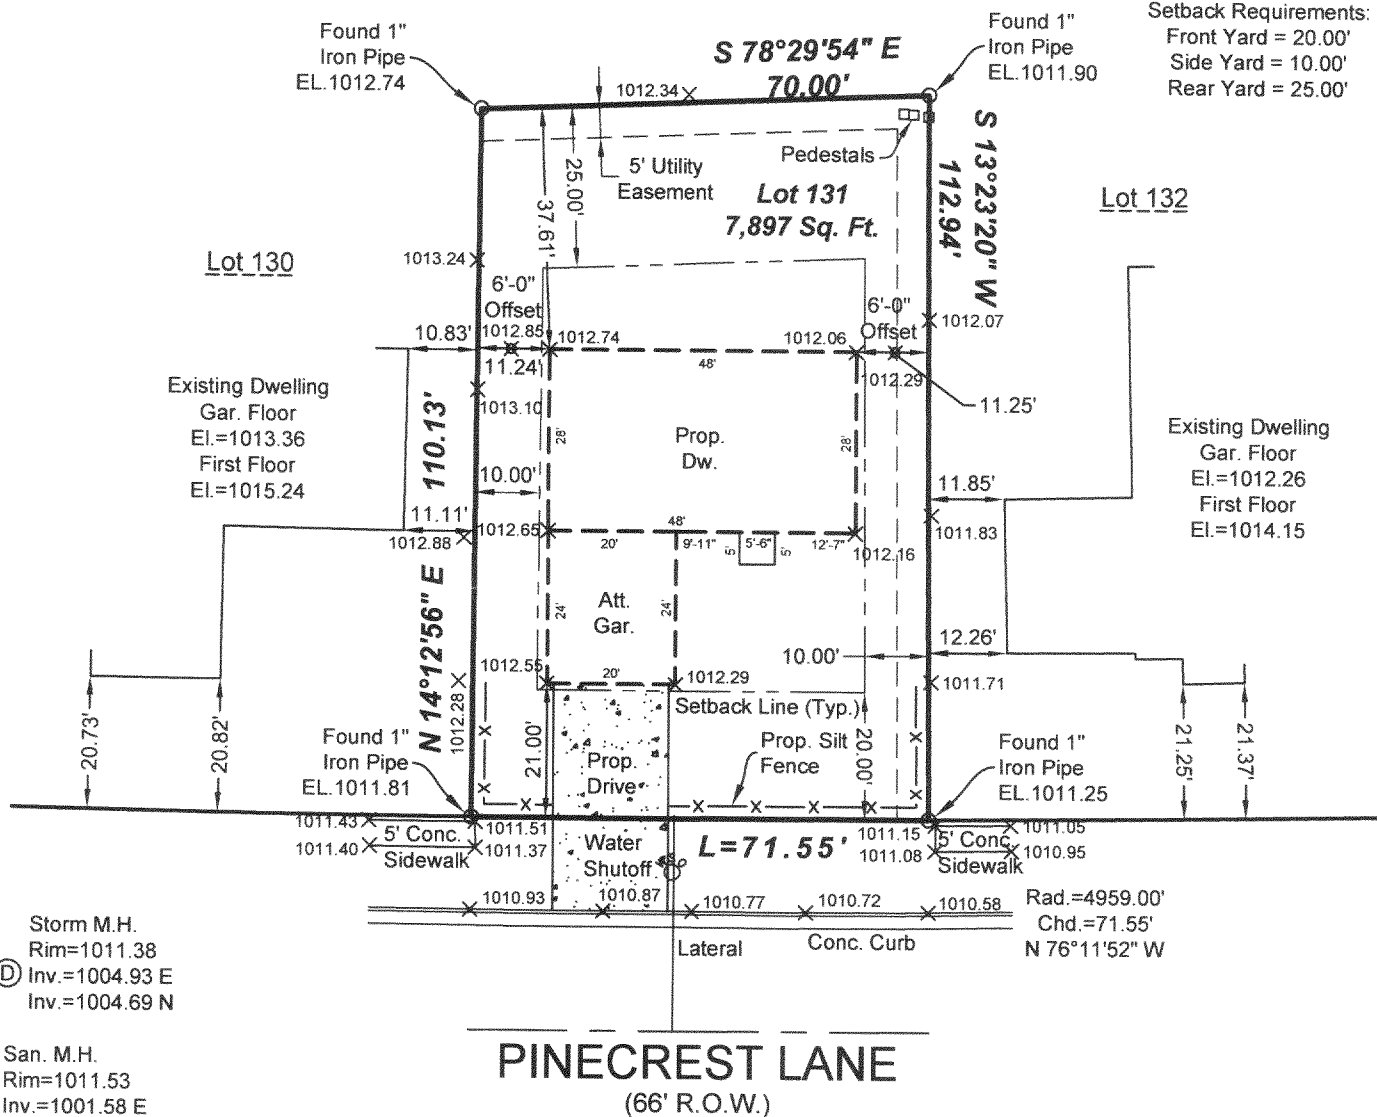 Setback Requirements:
Front Yard = 20.00'
Side Yard = 10.00'
Rear Yard = 25.00'
Found 1"
Iron Pipe
EL.1012.74
S 78°29'54" E
70.00'
Found 1"
Iron Pipe
EL.1011.90
1012.34
Pedestals
5' Utility
Easement
25.00'
37.61'
Lot 131
7,897 Sq. Ft.
S 13°23'20" W
112.94'
Lot 132
Lot 130
1013.24
6'-0"
Offset
1012.85
10.83'
11.24'
1012.74
48'
1012.06
6'-0"
Offset
1012.07
1012.29
11.25'
1013.10
Existing Dwelling
Gar. Floor
El.=1013.36
First Floor
El.=1015.24
N 14°12'56" E
110.13'
10.00'
28'
Prop.
Dw.
28'
Existing Dwelling
Gar. Floor
El.=1012.26
First Floor
El.=1014.15
11.85'
11.11'
1012.88
1012.65
48'
20'
9'-11"
5'
5'-6"
5'
12'-7"
1012.16
1011.83
24'
Att.
Gar.
24'
12.26'
10.00'
1012.55
20'
1012.29
1011.71
1012.28
Setback Line (Typ.)
20.73'
20.82'
21.00'
Prop.
Drive
Prop. Silt
Fence
20.00'
21.25'
21.37'
Found 1"
Iron Pipe
EL.1011.81
Found 1"
Iron Pipe
EL.1011.25
1011.43
1011.51
1011.40
5' Conc.
Sidewalk
1011.37
Water
Shutoff
L=71.55'
1011.15
1011.05
1011.08
5' Conc.
Sidewalk
1010.95
1010.93
1010.87
1010.77
1010.72
1010.58
Rad.=4959.00'
Chd.=71.55'
N 76°11'52" W
Lateral
Conc. Curb
Storm M.H.
Rim=1011.38
D
Inv.=1004.93 E
Inv.=1004.69 N
San. M.H.
Rim=1011.53
Inv.=1001.58 E
PINECREST LANE
(66' R.O.W.)